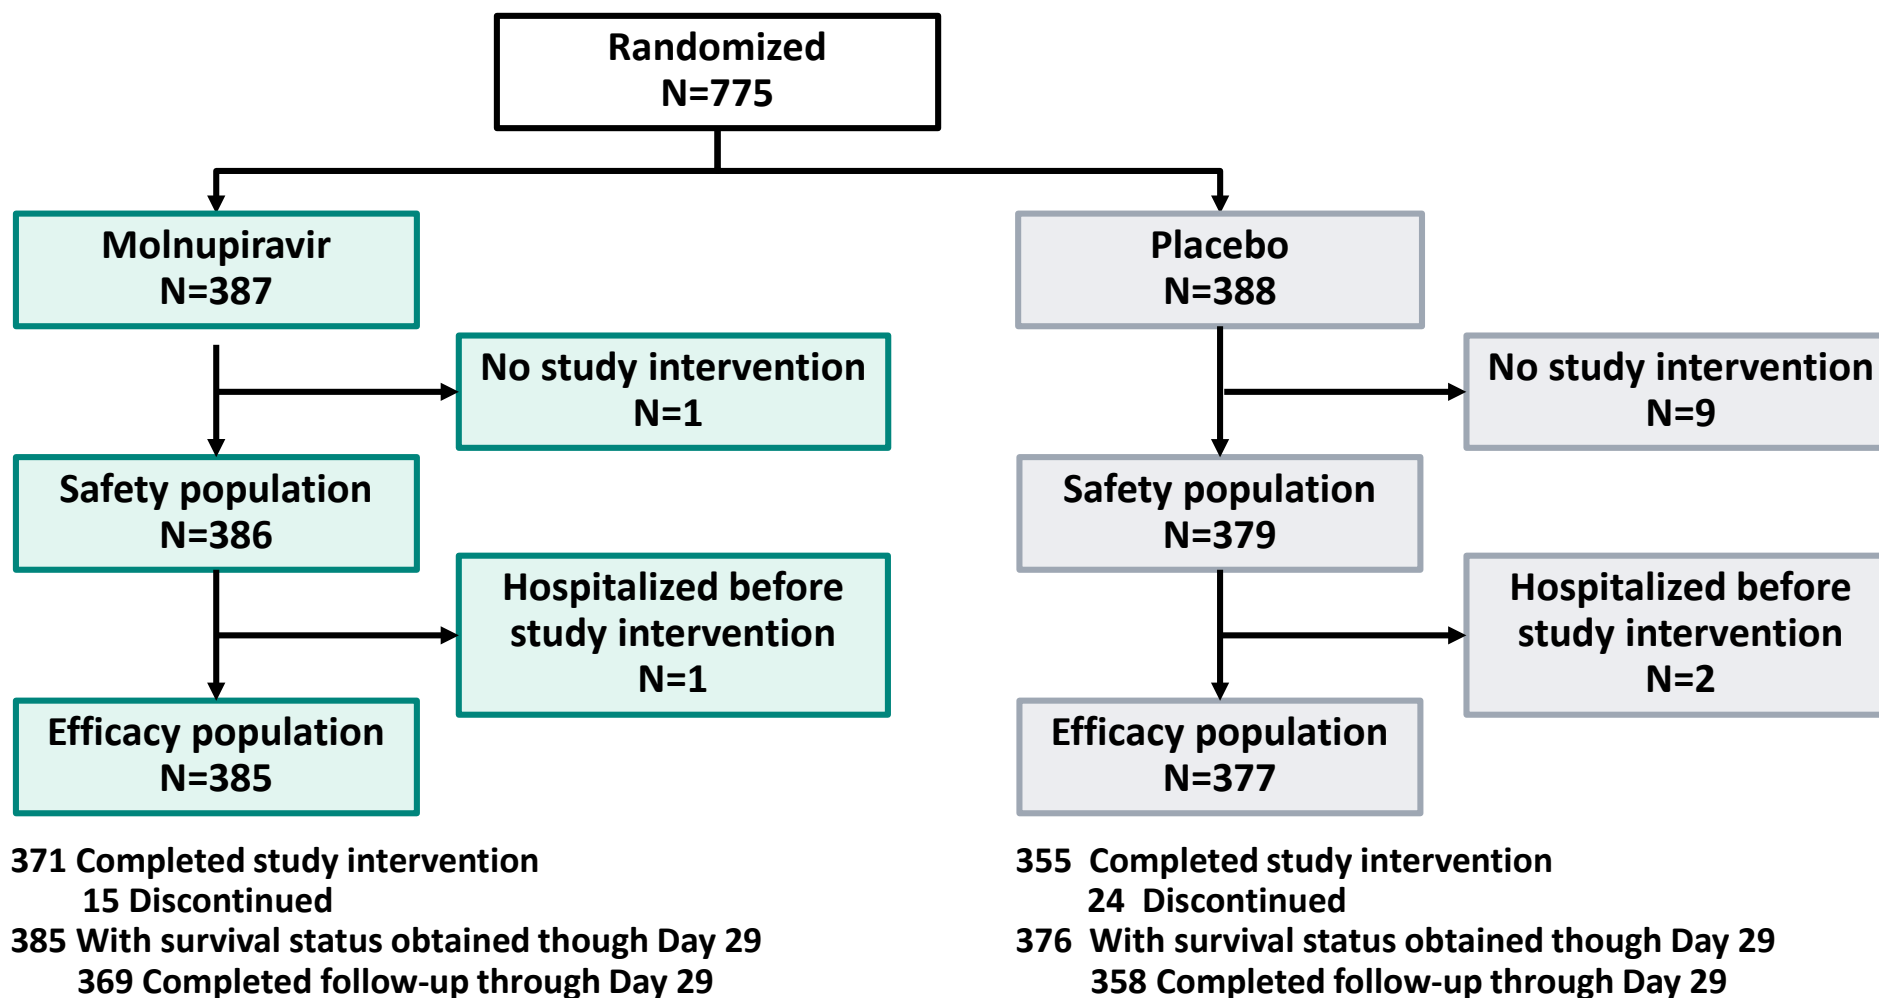 Randomized
N=775
Molnupiravir
N=387
Placebo
N=388
No study intervention
N=1
No study intervention
N=9
Safety population
N=386
Safety population
N=379
Hospitalized before
study intervention
N=1
Hospitalized before
study intervention
N=2
Efficacy population
N=385
Efficacy population
N=377
371 Completed study intervention
15 Discontinued
385 With survival status obtained though Day 29
369 Completed follow-up through Day 29
355 Completed study intervention
24 Discontinued
376 With survival status obtained though Day 29
358 Completed follow-up through Day 29